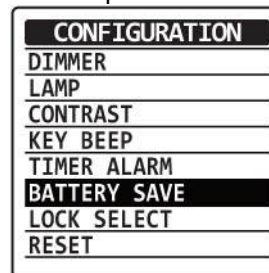 CONFIGURATION
DIMMER
LAMP
CONTRAST
KEY BEEP
TIMER ALARM
BATTERY SAVE
LOCK SELECT
RESET